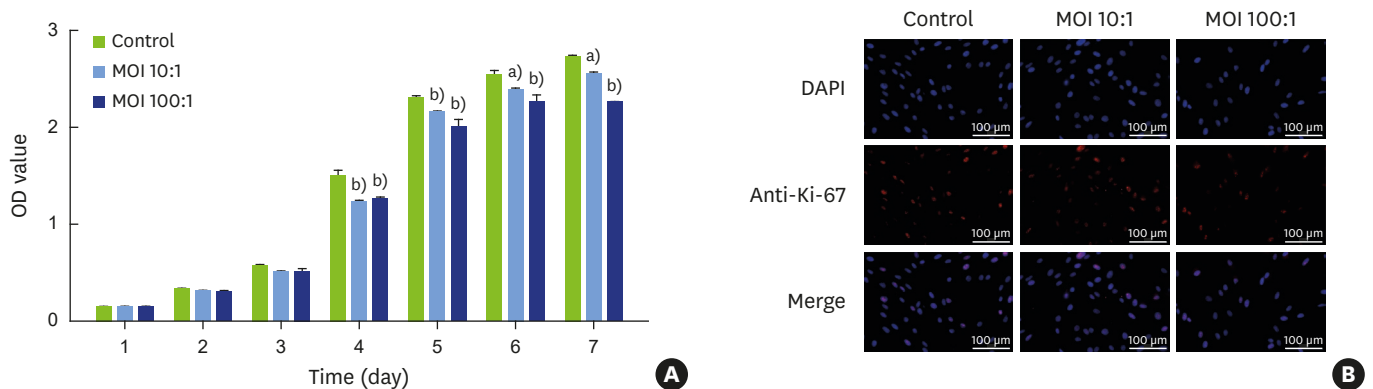 3
2
1
0
OD value
Control
MOI 10:1
MOI 100:1
b) b)
b) b)
a) b)
a) b)
1 2 3 4 5 6 7
Time (day)
A
Control MOI 10:1 MOI 100:1
DAPI
100 µm 100 µm 100 µm
Anti-Ki-67
100 µm 100 µm 100 µm
Merge
100 µm 100 µm 100 µm
B